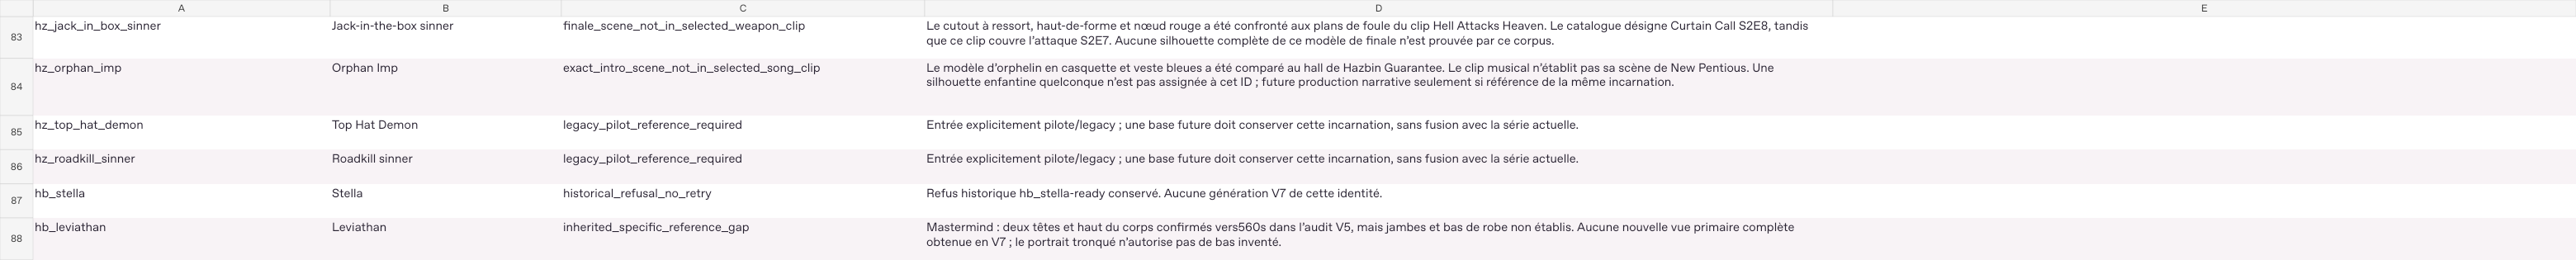 A B C D E
83 hz_jack_in_box_sinner Jack-in-the-box sinner finale_scene_not_in_selected_weapon_clip Le cutout à ressort, haut-de-forme et nœud rouge a été confronté aux plans de foule du clip Hell Attacks Heaven. Le catalogue désigne Curtain Call S2E8, tandis
que ce clip couvre l’attaque S2E7. Aucune silhouette complète de ce modèle de finale n’est prouvée par ce corpus.
84 hz_orphan_imp Orphan Imp exact_intro_scene_not_in_selected_song_clip Le modèle d’orphelin en casquette et veste bleues a été comparé au hall de Hazbin Guarantee. Le clip musical n’établit pas sa scène de New Pentious. Une
silhouette enfantine quelconque n’est pas assignée à cet ID ; future production narrative seulement si référence de la même incarnation.
85 hz_top_hat_demon Top Hat Demon legacy_pilot_reference_required Entrée explicitement pilote/legacy ; une base future doit conserver cette incarnation, sans fusion avec la série actuelle.
86 hz_roadkill_sinner Roadkill sinner legacy_pilot_reference_required Entrée explicitement pilote/legacy ; une base future doit conserver cette incarnation, sans fusion avec la série actuelle.
87 hb_stella Stella historical_refusal_no_retry Refus historique hb_stella-ready conservé. Aucune génération V7 de cette identité.
88 hb_leviathan Leviathan inherited_specific_reference_gap Mastermind : deux têtes et haut du corps confirmés vers560s dans l’audit V5, mais jambes et bas de robe non établis. Aucune nouvelle vue primaire complète
obtenue en V7 ; le portrait tronqué n’autorise pas de bas inventé.